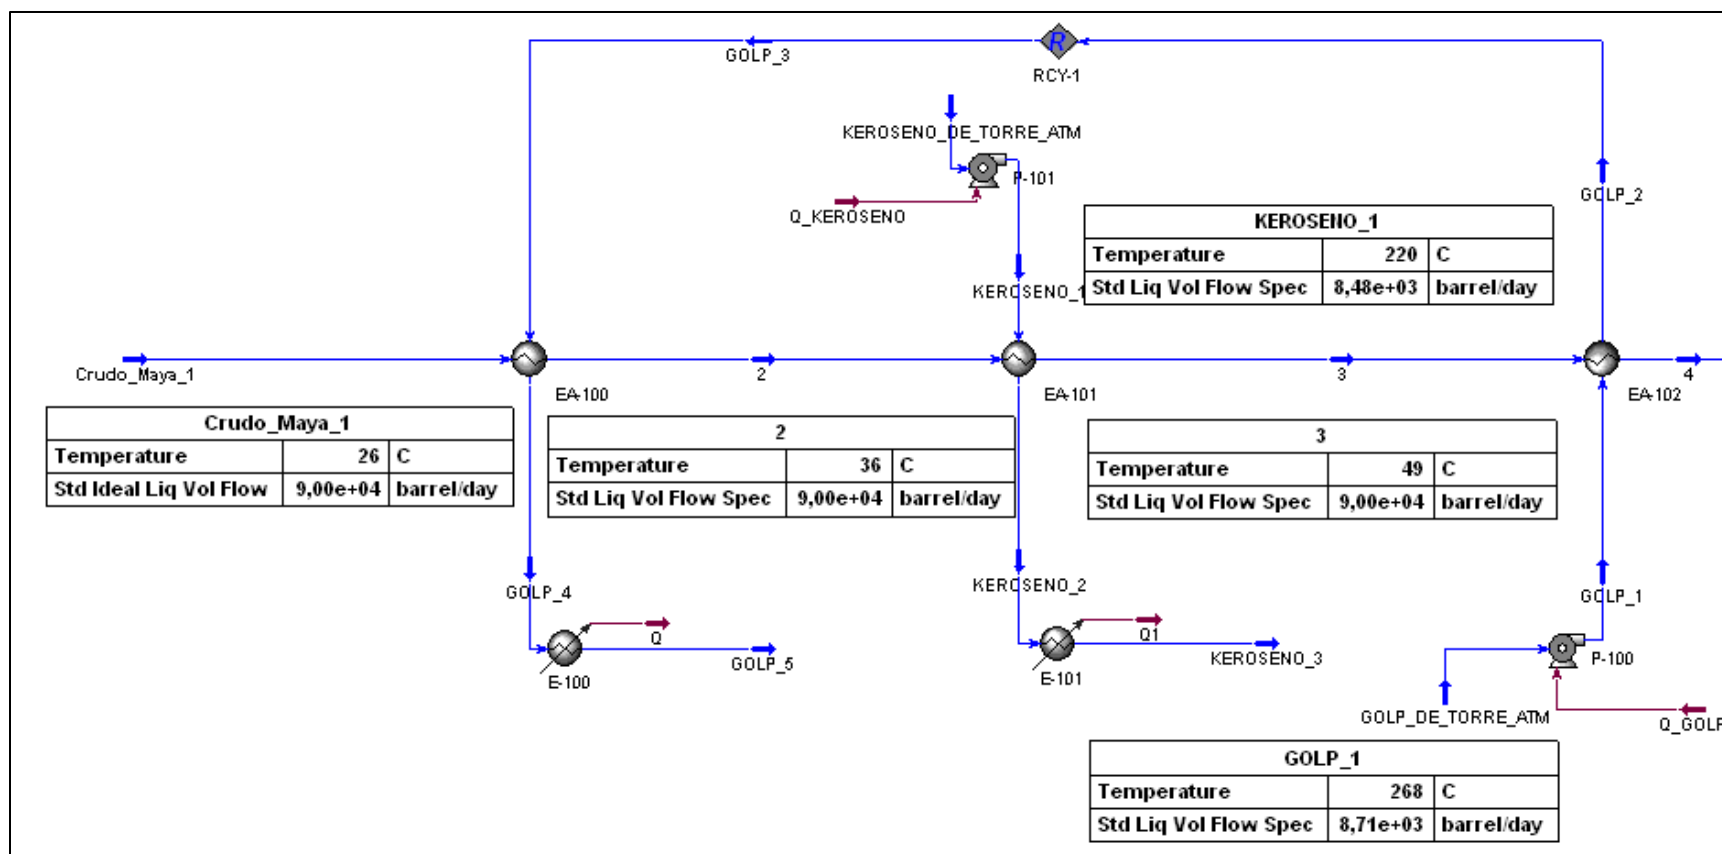 GOLP_3
R
RCY-1
KEROSENO_DE_TORRE_ATM
P-101
Q_KEROSENO
GOLP_2
KEROSENO_1
Temperature 220 C
Std Liq Vol Flow Spec 8,48e+03 barrel/day
KEROSENO_1
Crudo_Maya_1
EA-100
2
EA-101
3
EA-102
4
Crudo_Maya_1
Temperature 26 C
Std Ideal Liq Vol Flow 9,00e+04 barrel/day
2
Temperature 36 C
Std Liq Vol Flow Spec 9,00e+04 barrel/day
3
Temperature 49 C
Std Liq Vol Flow Spec 9,00e+04 barrel/day
GOLP_4
KEROSENO_2
GOLP_1
Q
GOLP_5
E-100
Q1
KEROSENO_3
E-101
P-100
GOLP_DE_TORRE_ATM
Q_GOLP
GOLP_1
Temperature 268 C
Std Liq Vol Flow Spec 8,71e+03 barrel/day